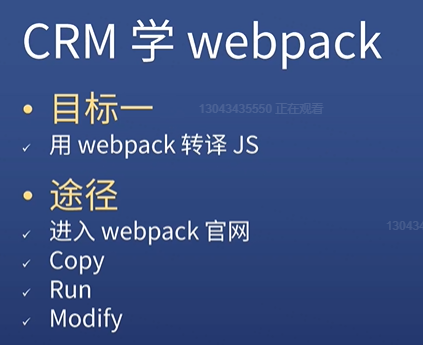 CRM 学 webpack
• 目标一
13043435550 正在观看
✓ 用 webpack 转译 JS
• 途径
✓ 进入 webpack 官网
13043
✓ Copy
✓ Run
✓ Modify